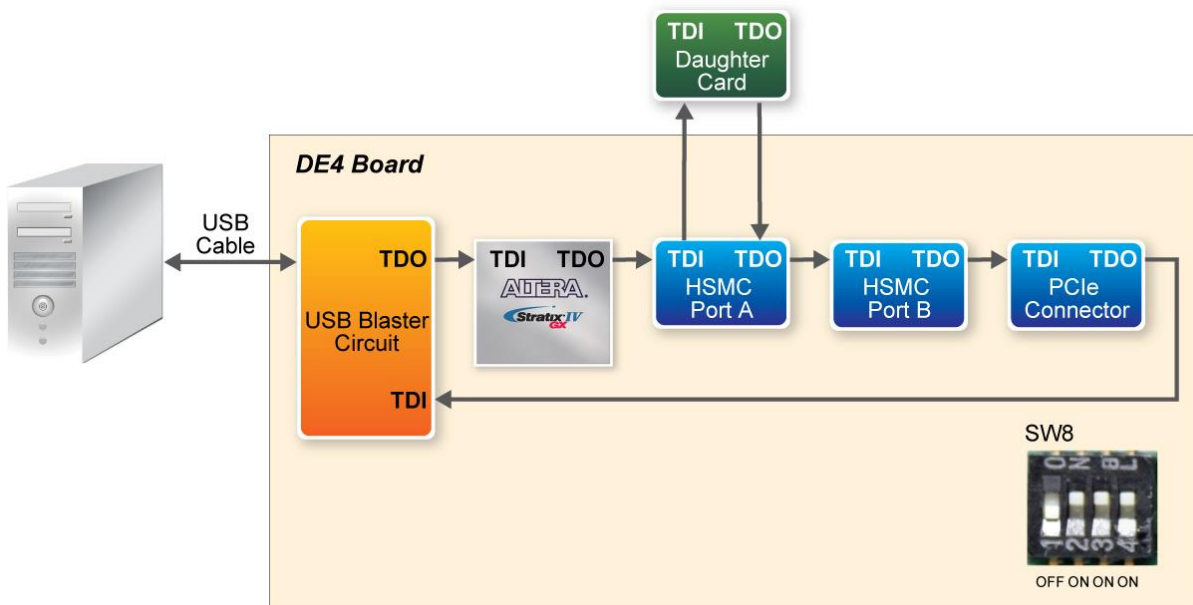 TDI TDO
Daughter
Card
DE4 Board
USB
Cable
TDO
USB Blaster
Circuit
TDI
TDI TDO
ALTERA.
Stratix IV
GX
TDI TDO
HSMC
Port A
TDI TDO
HSMC
Port B
TDI TDO
PCIe
Connector
SW8
O N
1 2 3 4
OFF ON ON ON